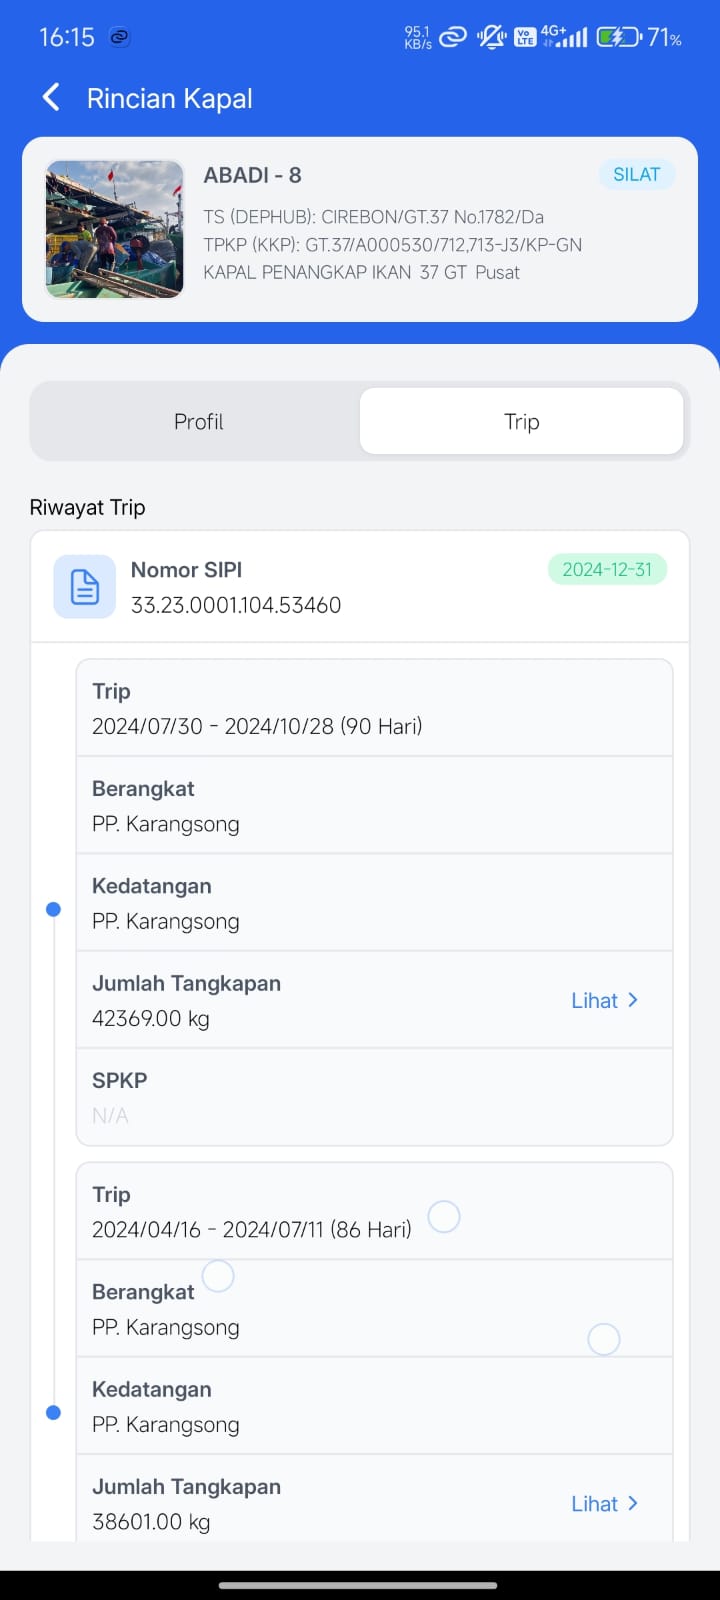 16:15
95.1
KB/s
Vo
LTE
4G+
71%
Rincian Kapal
ABADI - 8
SILAT
TS (DEPHUB): CIREBON/GT.37 No.1782/Da
TPKP (KKP): GT.37/A000530/712,713-J3/KP-GN
KAPAL PENANGKAP IKAN 37 GT Pusat
Profil
Trip
Riwayat Trip
Nomor SIPI
2024-12-31
33.23.0001.104.53460
Trip
2024/07/30 - 2024/10/28 (90 Hari)
Berangkat
PP. Karangsong
Kedatangan
PP. Karangsong
Jumlah Tangkapan
Lihat
42369.00 kg
SPKP
N/A
Trip
2024/04/16 - 2024/07/11 (86 Hari)
Berangkat
PP. Karangsong
Kedatangan
PP. Karangsong
Jumlah Tangkapan
Lihat
38601.00 kg